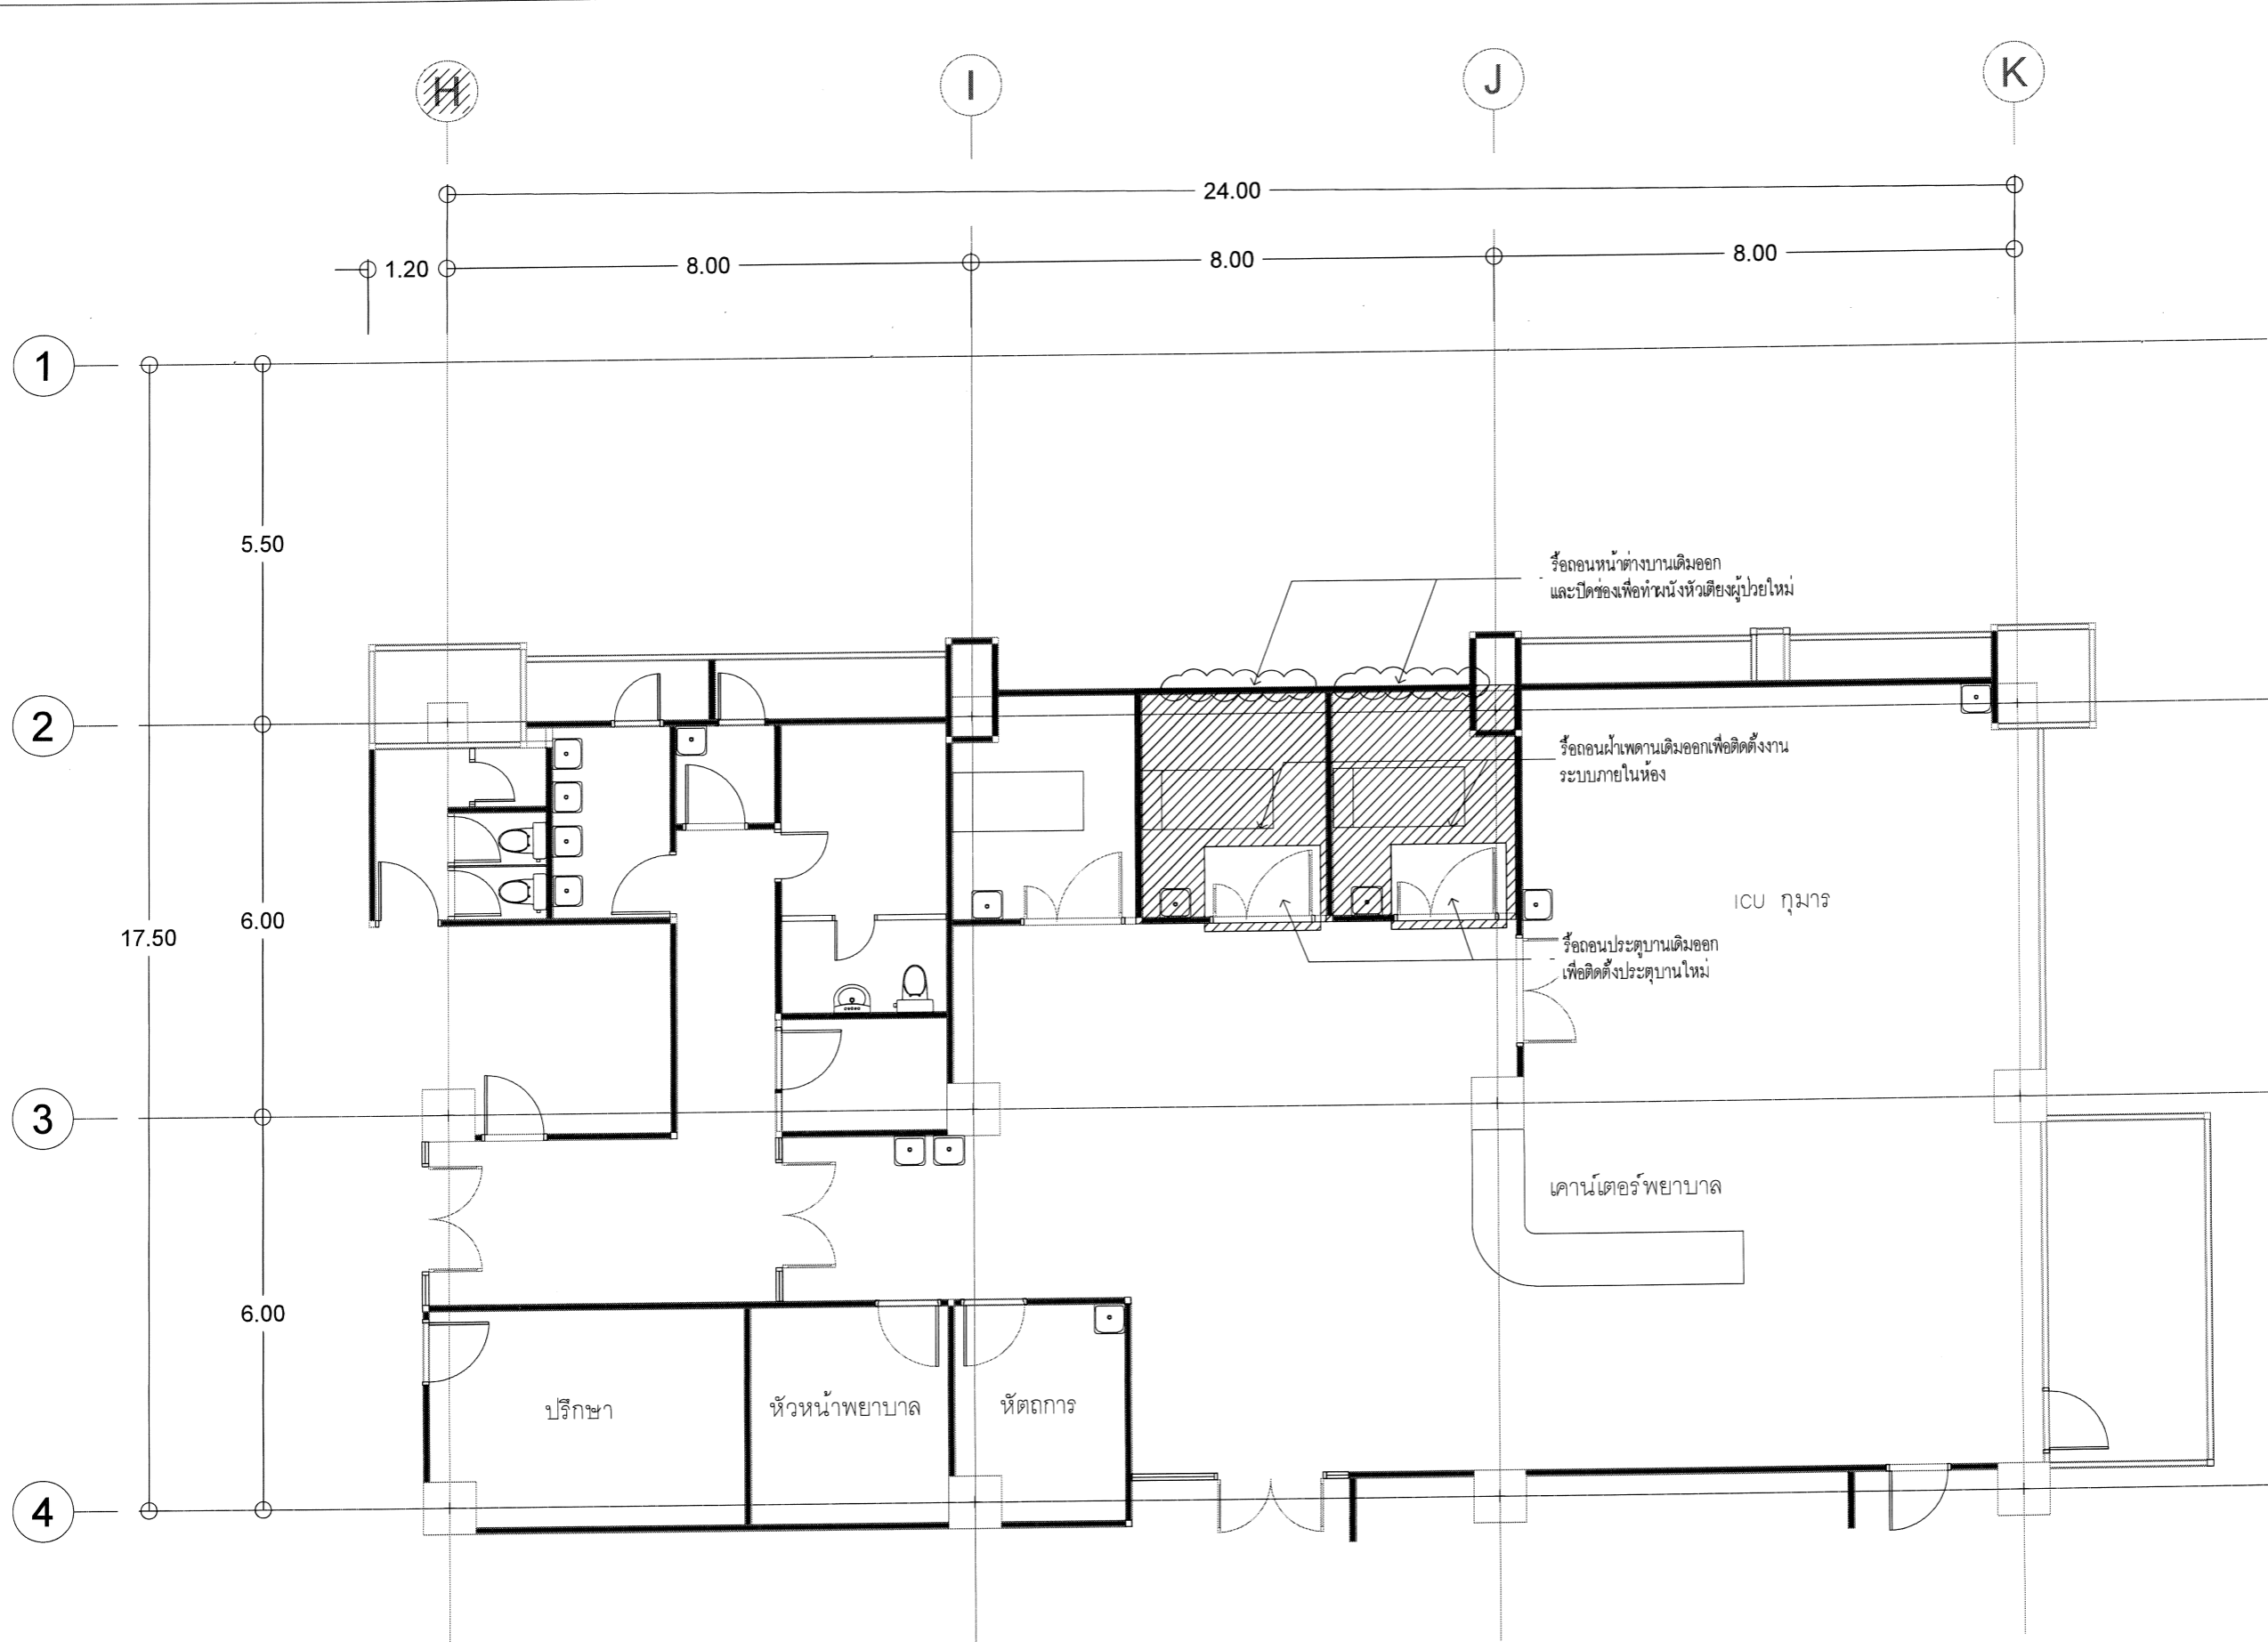 H
I
J
K
24.00
1.20
8.00
8.00
8.00
1
5.50
รื้อถอนหน้าต่างบานเดิมออก
และปิดช่องเพื่อทำผนังหัวเตียงผู้ป่วยใหม่
2
รื้อถอนฝ้าเพดานเดิมออกเพื่อติดตั้งงาน
ระบบภายในห้อง
ICU กุมาร
6.00
17.50
รื้อถอนประตูบานเดิมออก
เพื่อติดตั้งประตูบานใหม่
3
เคาน์เตอร์พยาบาล
6.00
ปรึกษา
หัวหน้าพยาบาล
หัตถการ
4